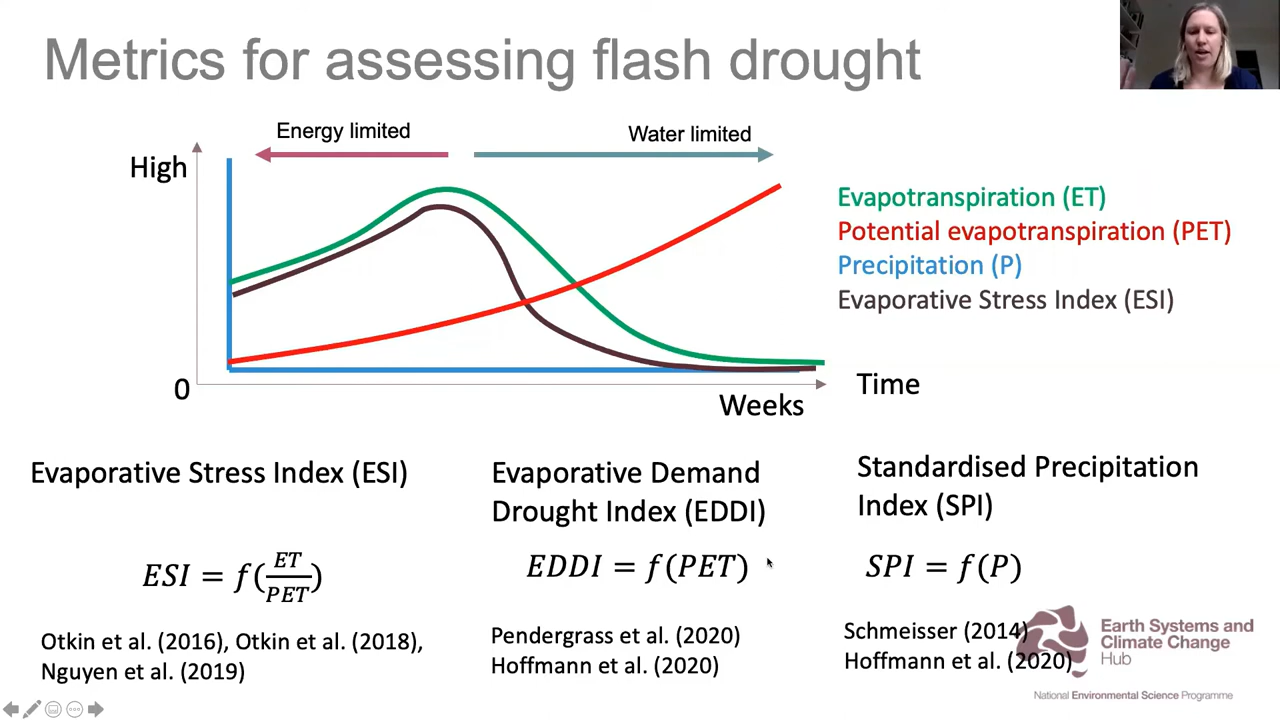 Metrics for assessing flash drought
Energy limited
Water limited
High
0
Weeks
Time
Evapotranspiration (ET)
Potential evapotranspiration (PET)
Precipitation (P)
Evaporative Stress Index (ESI)
Evaporative Stress Index (ESI)
ESI = f(ET/PET)
Otkin et al. (2016), Otkin et al. (2018),
Nguyen et al. (2019)
Evaporative Demand
Drought Index (EDDI)
EDDI = f(PET)
Pendergrass et al. (2020)
Hoffmann et al. (2020)
Standardised Precipitation
Index (SPI)
SPI = f(P)
Schmeisser (2014)
Hoffmann et al. (2020)
Earth Systems and
Climate Change
Hub
National Environmental Science Programme